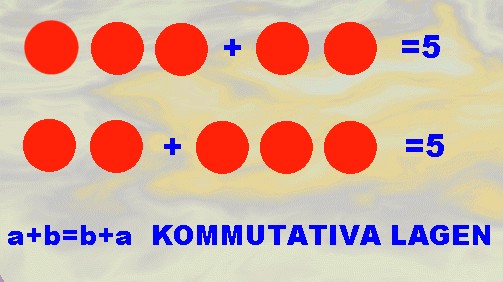 + =5
+ =5
a+b=b+a KOMMUTATIVA LAGEN